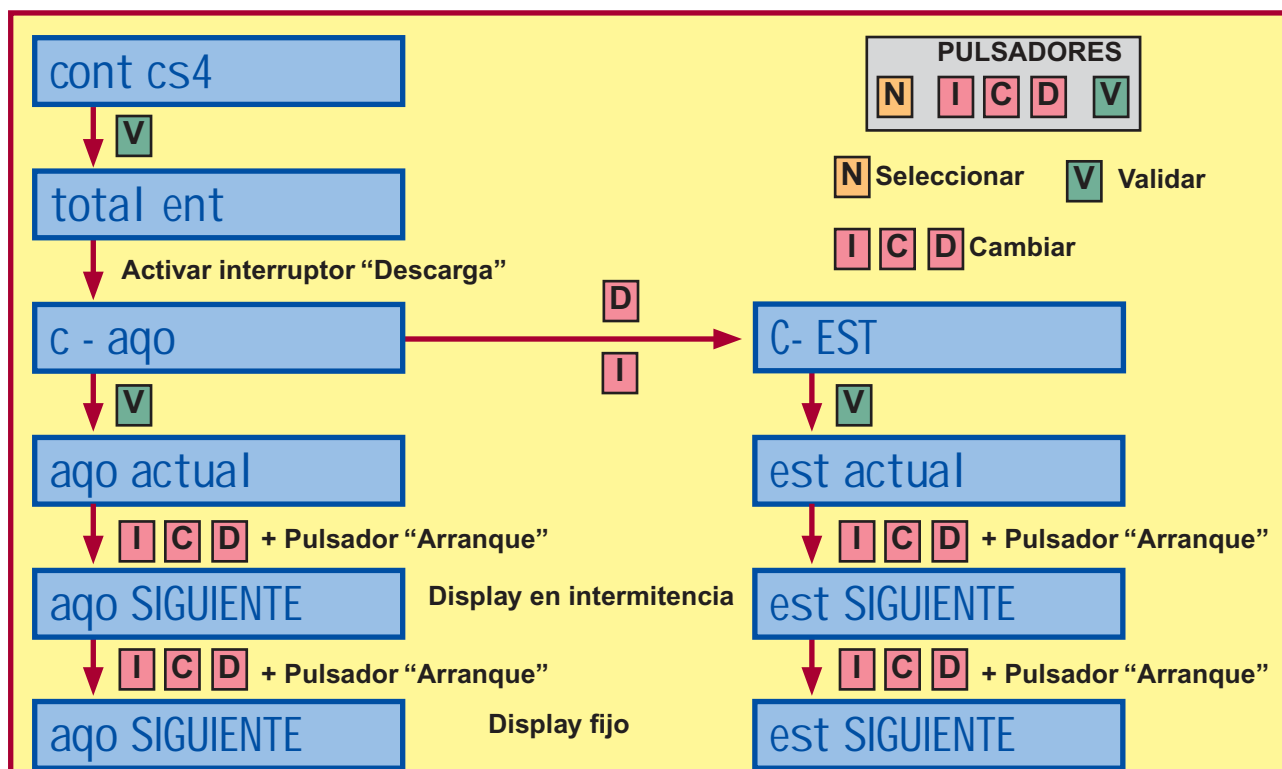 cont cs4
PULSADORES
N I C D V
V
N Seleccionar V Validar
total ent
I C D Cambiar
Activar interruptor “Descarga”
D
c - aqo
C- EST
I
V
V
aqo actual
est actual
I C D + Pulsador “Arranque”
I C D + Pulsador “Arranque”
aqo SIGUIENTE
Display en intermitencia
est SIGUIENTE
I C D + Pulsador “Arranque”
I C D + Pulsador “Arranque”
aqo SIGUIENTE
Display fijo
est SIGUIENTE